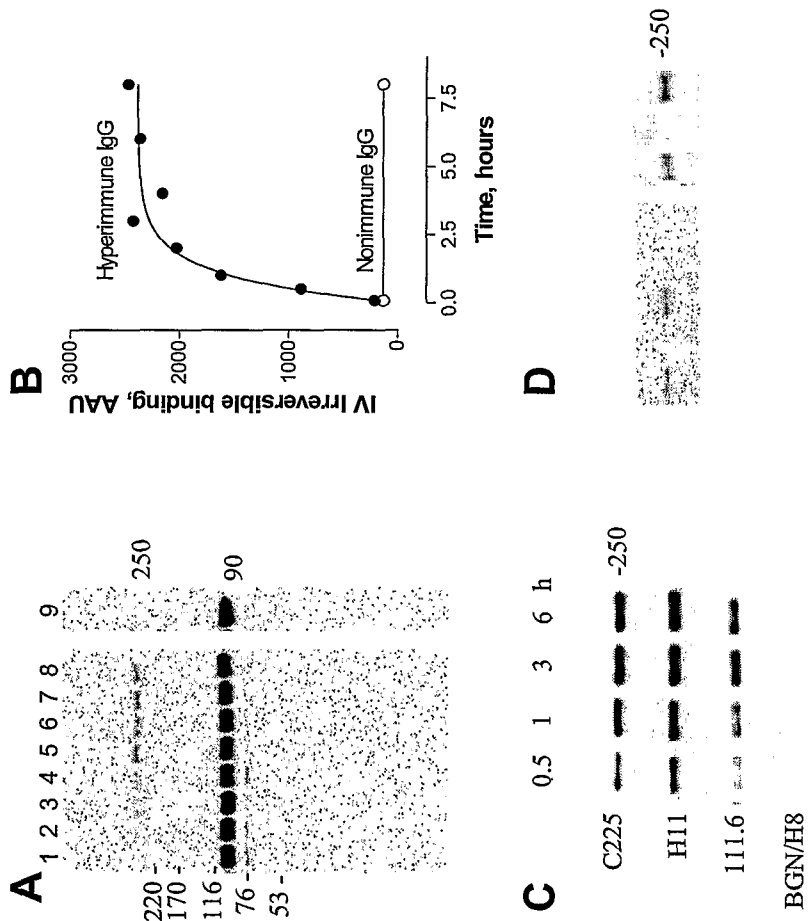 A
1 2 3 4 5 6 7 8 9
220
170
116
76
53
250
90
B
IV Irreversible binding, AAU
3000
2000
1000
0
Hyperimmune IgG
Nonimmune IgG
0.0 2.5 5.0 7.5
Time, hours
C
0.5 1 3 6 h
C225
-250
H11
111.6
BGN/H8
D
-250